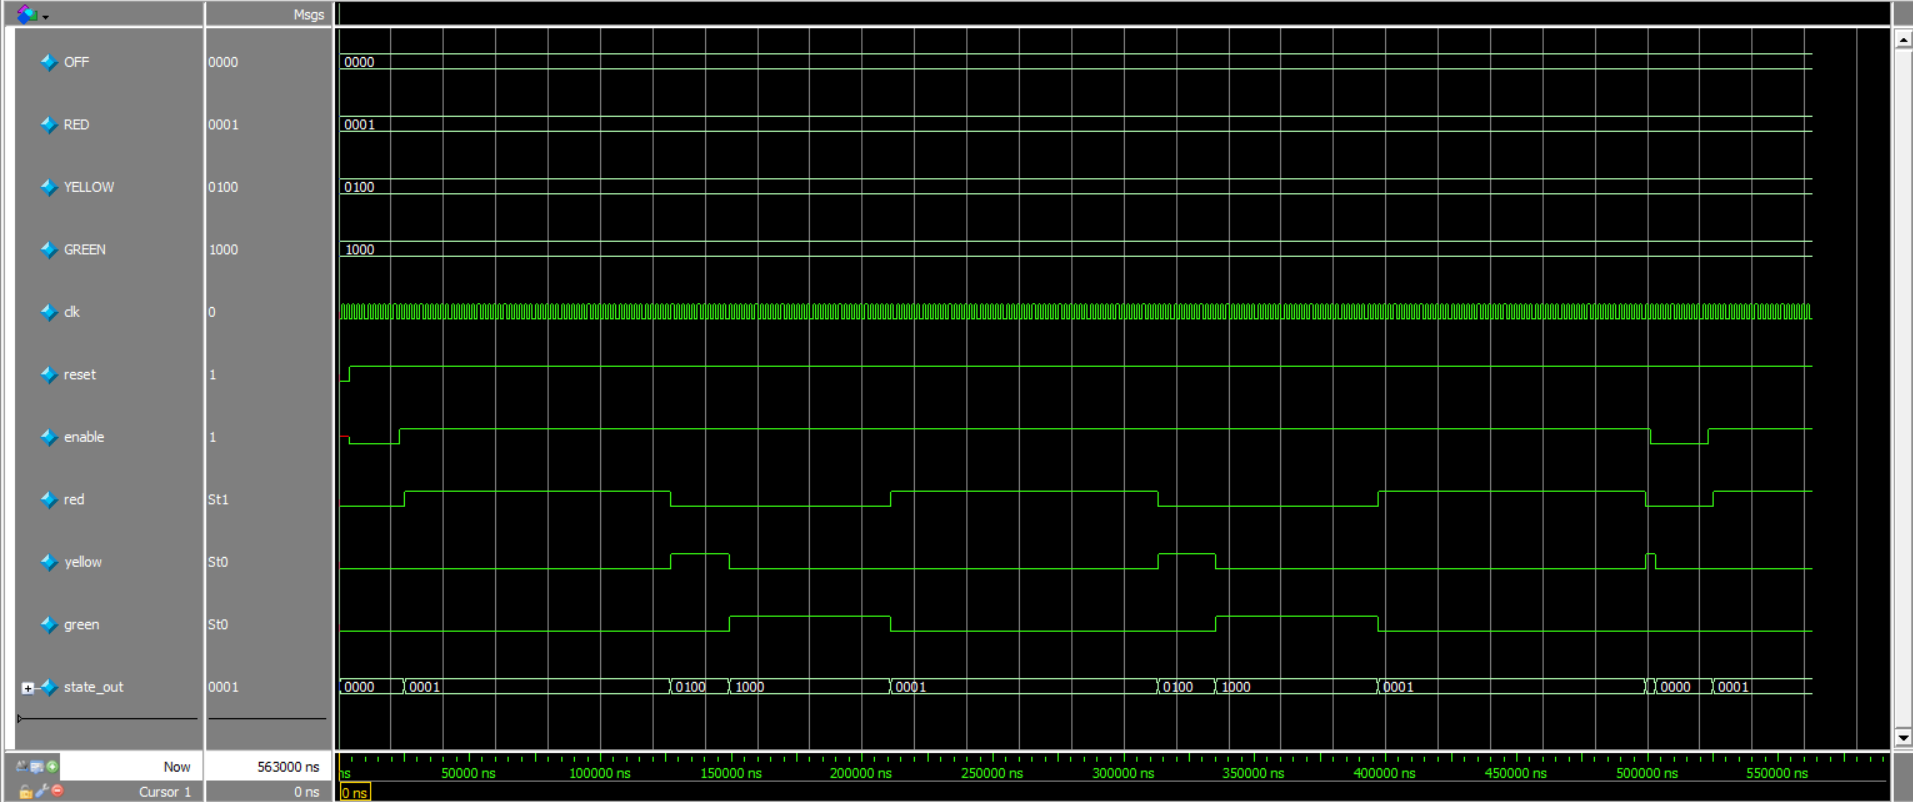 Msgs
OFF 0000 0000
RED 0001 0001
YELLOW 0100 0100
GREEN 1000 1000
clk 0
reset 1
enable 1
red St1
yellow St0
green St0
state_out 0001 0000 0001 0100 1000 0001 0100 1000 0001 0000 0001
Now 563000 ns ns 50000 ns 100000 ns 150000 ns 200000 ns 250000 ns 300000 ns 350000 ns 400000 ns 450000 ns 500000 ns 550000 ns
Cursor 1 0 ns 0 ns